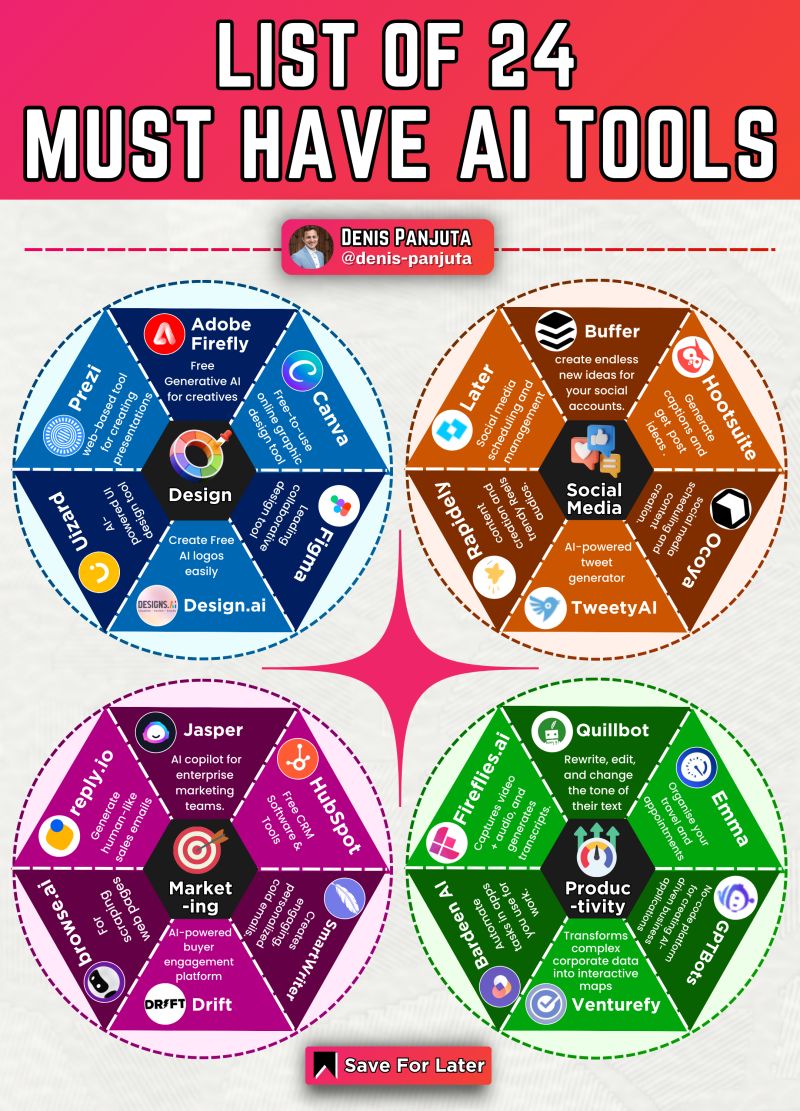 LIST OF 24
MUST HAVE AI TOOLS
DENIS PANJUTA
@denis-panjuta
Adobe
Firefly
Free
Generative AI
for creatives
Canva
Free-to-use
online graphic
design tool
Figma
Leading
collaborative
design tool
DESIGNS.Ai
Design.ai
Create Free
AI logos
easily
Uizard
AI-
powered UI
design tool
Prezi
web-based tool
for creating
presentations
Design
Buffer
create endless
new ideas for
your social
accounts.
Hootsuite
Generate
captions and
get post
ideas.
Ocoya
social media
scheduling and
content
creation.
AI-powered
tweet
generator
TweetyAI
Rapidely
content
creation and
trendy reels
audios.
Later
Social media
scheduling and
management
Social
Media
Jasper
AI copilot for
enterprise
marketing
teams.
HubSpot
Free CRM
Software &
Tools
SmartWriter
Creates
engaging
personalized
cold emails
AI-powered
buyer
engagement
platform
DRIFT
Drift
browseai
For
scraping
web pages
reply.io
Generate
human-like
sales emails
Market
-ing
Quillbot
Rewrite, edit,
and change
the tone of
their text
Emma
Organise your
travel and
appointments
GPTBots
No-code platform
for creating AI-
driven business
applications
Transforms
complex
corporate data
into interactive
maps
Venturefy
Bardeen AI
Automate
tasks in apps
you use for
work.
Fireflies.ai
Captures video
+ audio, and
generates
transcripts.
Produc
-tivity
Save For Later